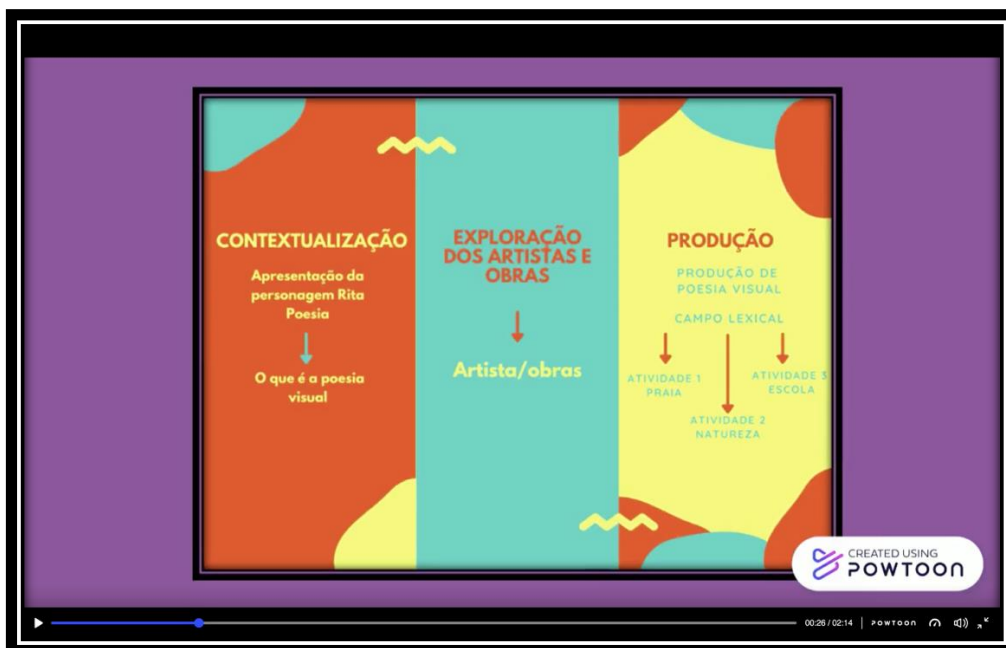 CONTEXTUALIZAÇÃO
Apresentação da
personagem Rita
Poesia
O que é a poesia
visual
EXPLORAÇÃO
DOS ARTISTAS E
OBRAS
Artista/obras
PRODUÇÃO
PRODUÇÃO DE
POESIA VISUAL
CAMPO LEXICAL
ATIVIDADE 1
PRAIA
ATIVIDADE 2
NATUREZA
ATIVIDADE 3
ESCOLA
CREATED USING
POWTOON
00:26 / 02:14 POWTOON